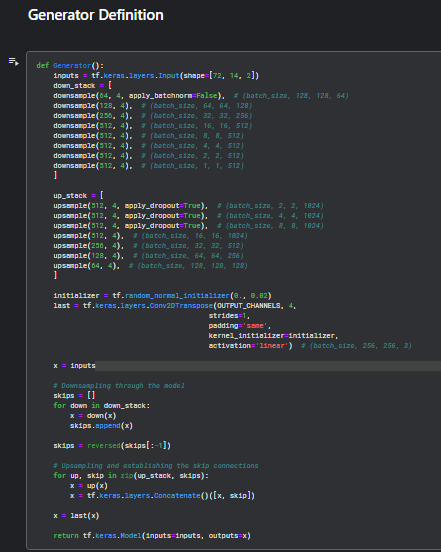 Generator Definition
def Generator():
inputs = tf.keras.layers.Input(shape=[72, 14, 2])
down_stack = [
downsample(64, 4, apply_batchnorm=False), # (batch_size, 128, 128, 64)
downsample(128, 4), # (batch_size, 64, 64, 128)
downsample(256, 4), # (batch_size, 32, 32, 256)
downsample(512, 4), # (batch_size, 16, 16, 512)
downsample(512, 4), # (batch_size, 8, 8, 512)
downsample(512, 4), # (batch_size, 4, 4, 512)
downsample(512, 4), # (batch_size, 2, 2, 512)
downsample(512, 4), # (batch_size, 1, 1, 512)
]
up_stack = [
upsample(512, 4, apply_dropout=True), # (batch_size, 2, 2, 1024)
upsample(512, 4, apply_dropout=True), # (batch_size, 4, 4, 1024)
upsample(512, 4, apply_dropout=True), # (batch_size, 8, 8, 1024)
upsample(512, 4), # (batch_size, 16, 16, 1024)
upsample(256, 4), # (batch_size, 32, 32, 512)
upsample(128, 4), # (batch_size, 64, 64, 256)
upsample(64, 4), # (batch_size, 128, 128, 128)
]
initializer = tf.random_normal_initializer(0., 0.02)
last = tf.keras.layers.Conv2DTranspose(OUTPUT_CHANNELS, 4,
strides=1,
padding='same',
kernel_initializer=initializer,
activation='linear') # (batch_size, 256, 256, 3)
x = inputs
# Downsampling through the model
skips = []
for down in down_stack:
x = down(x)
skips.append(x)
skips = reversed(skips[:-1])
# Upsampling and establishing the skip connections
for up, skip in zip(up_stack, skips):
x = up(x)
x = tf.keras.layers.Concatenate()([x, skip])
x = last(x)
return tf.keras.Model(inputs=inputs, outputs=x)